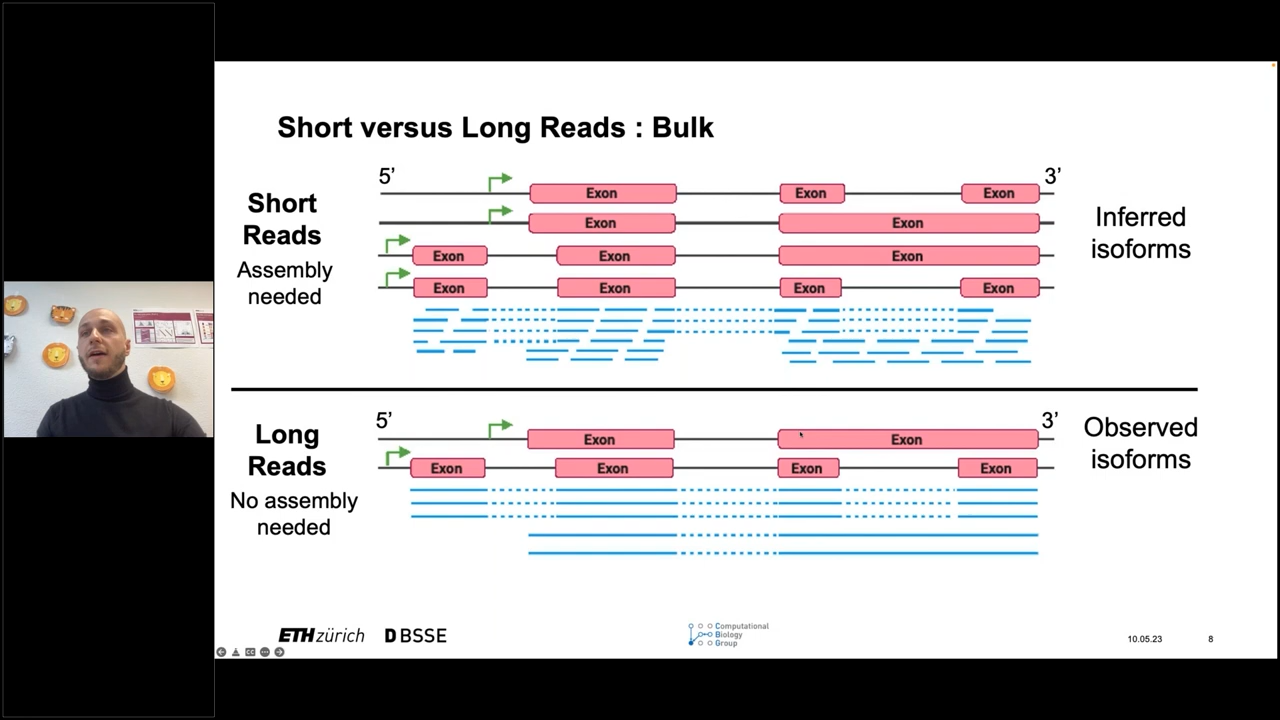 Short versus Long Reads : Bulk
5' 3'
Short
Reads
Assembly
needed
Exon Exon Exon
Exon Exon
Exon Exon Exon
Exon Exon Exon Exon
Inferred
isoforms
5' 3'
Long
Reads
No assembly
needed
Exon Exon
Exon Exon Exon Exon
Observed
isoforms
ETH zürich D BSSE
Computational
Biology
Group
10.05.23 8